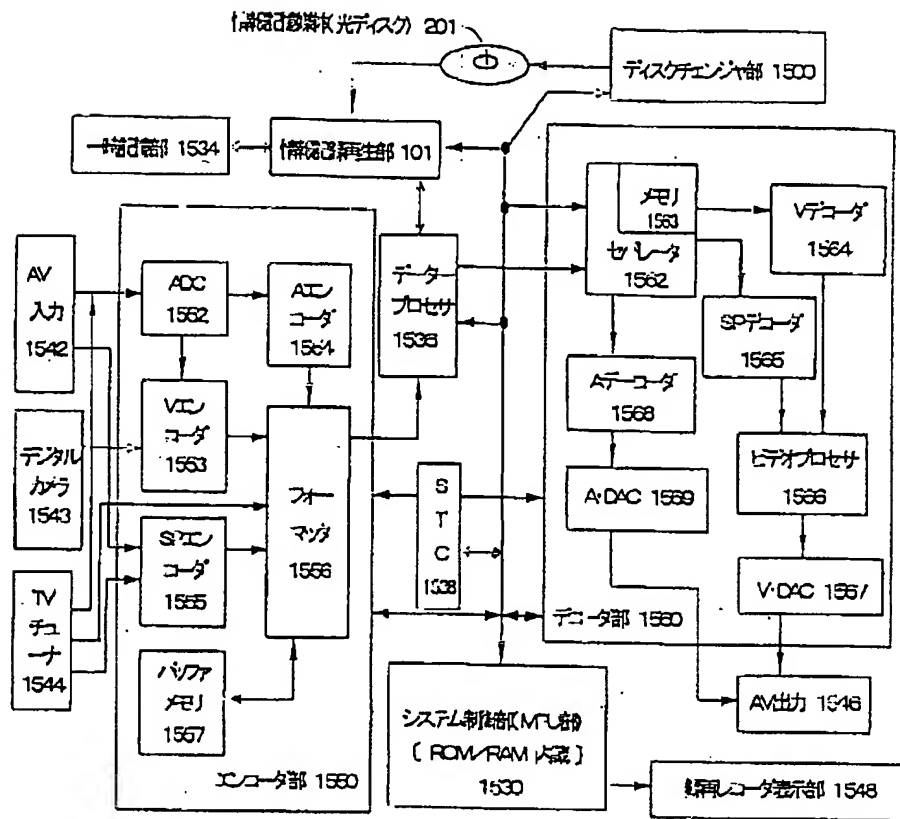 情報記憶媒体(光ディスク) 201
ディスクチェンジャ部 1500
一時記憶部 1534
情報記録再生部 101
AV
入力
1542
デジタル
カメラ
1543
TV
チュ
ーナ
1544
ADC
1552
Aエン
コーダ
1554
Vエン
コーダ
1553
SPエン
コーダ
1555
フォー
マッタ
1556
バッファ
メモリ
1557
エンコーダ部 1550
データー
プロセサ
1536
S
T
C
1538
メモリ
1563
セパレータ
1562
Vデコーダ
1564
SPデコーダ
1565
Aデーコーダ
1568
ビデオプロセサ
1566
A・DAC 1569
V・DAC 1567
デコーダ部 1560
AV出力 1546
システム制御部(MPU部)
〔 ROM/RAM 内蔵 〕
1530
録再レコーダ表示部 1548